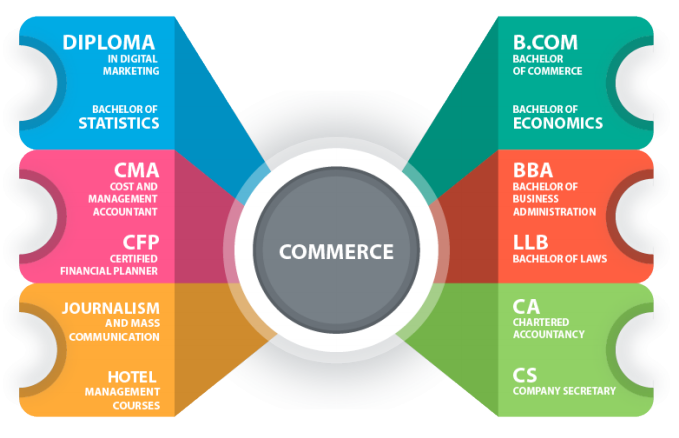 DIPLOMA
IN DIGITAL
MARKETING
BACHELOR OF
STATISTICS
CMA
COST AND
MANAGEMENT
ACCOUNTANT
CFP
CERTIFIED
FINANCIAL PLANNER
JOURNALISM
AND MASS
COMMUNICATION
HOTEL
MANAGEMENT
COURSES
COMMERCE
B.COM
BACHELOR
OF COMMERCE
BACHELOR OF
ECONOMICS
BBA
BACHELOR OF
BUSINESS
ADMINISTRATION
LLB
BACHELOR OF LAWS
CA
CHARTERED
ACCOUNTANCY
CS
COMPANY SECRETARY